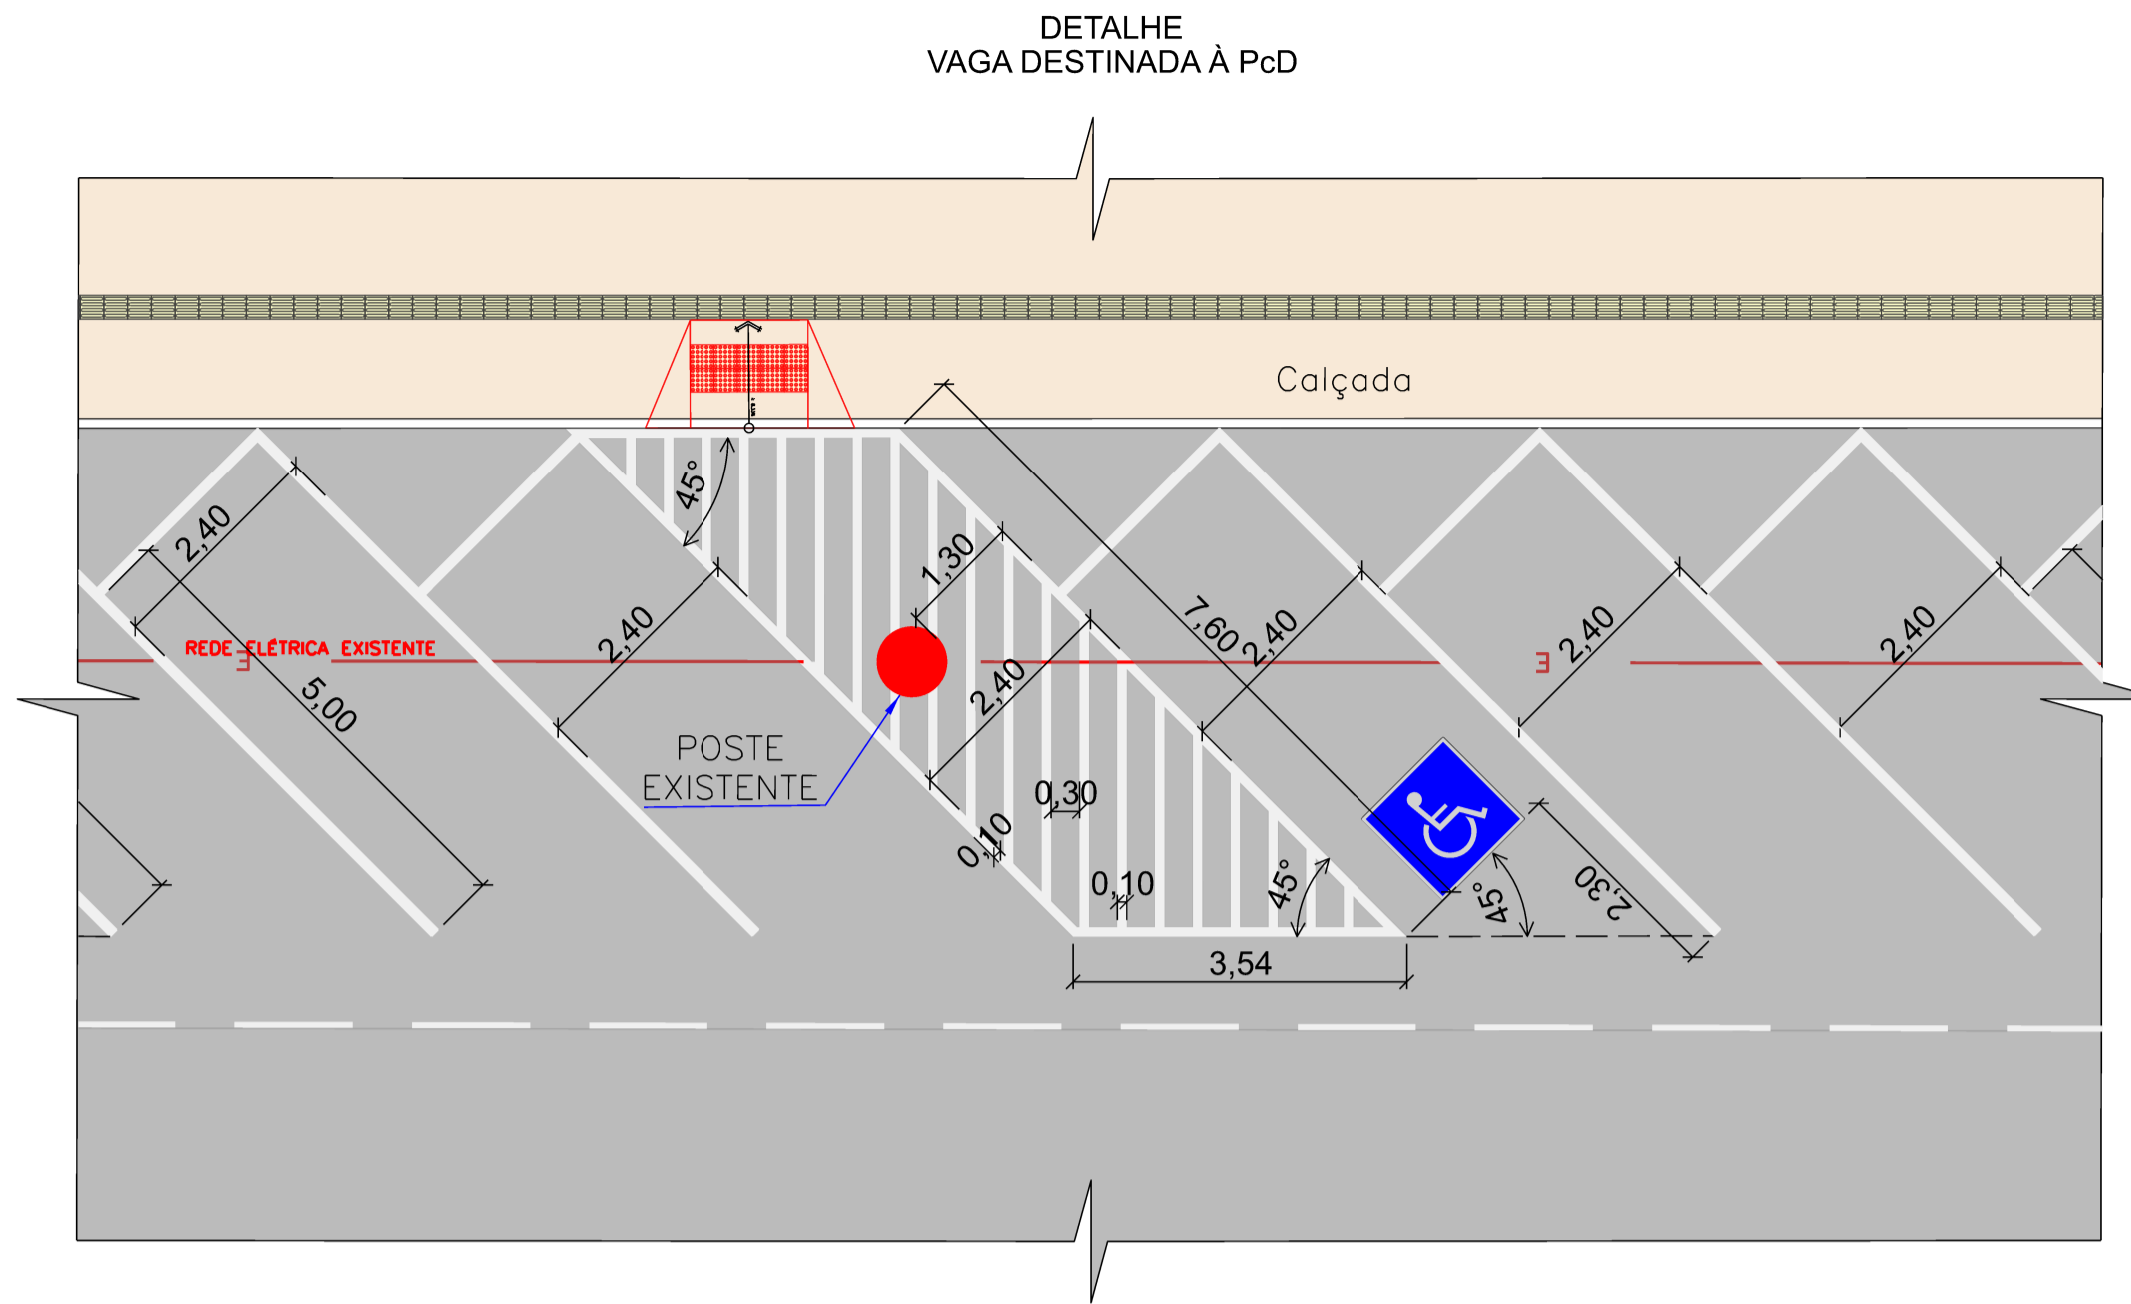 DETALHE
VAGA DESTINADA À PcD
Calçada
45°
2,40
1,30
2,40
7,60
2,40
2,40
2,40
REDE ELÉTRICA EXISTENTE
E
E
5,00
2,40
POSTE
EXISTENTE
0,30
0,10
0,10
45°
45°
2,30
3,54